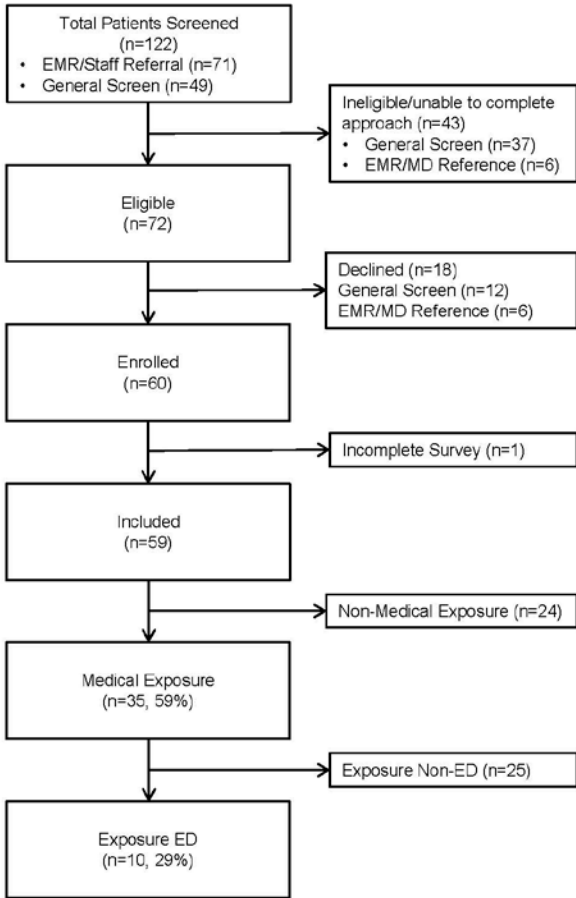 Total Patients Screened
(n=122)
• EMR/Staff Referral (n=71)
• General Screen (n=49)
Ineligible/unable to complete
approach (n=43)
• General Screen (n=37)
• EMR/MD Reference (n=6)
Eligible
(n=72)
Declined (n=18)
General Screen (n=12)
EMR/MD Reference (n=6)
Enrolled
(n=60)
Incomplete Survey (n=1)
Included
(n=59)
Non-Medical Exposure (n=24)
Medical Exposure
(n=35, 59%)
Exposure Non-ED (n=25)
Exposure ED
(n=10, 29%)